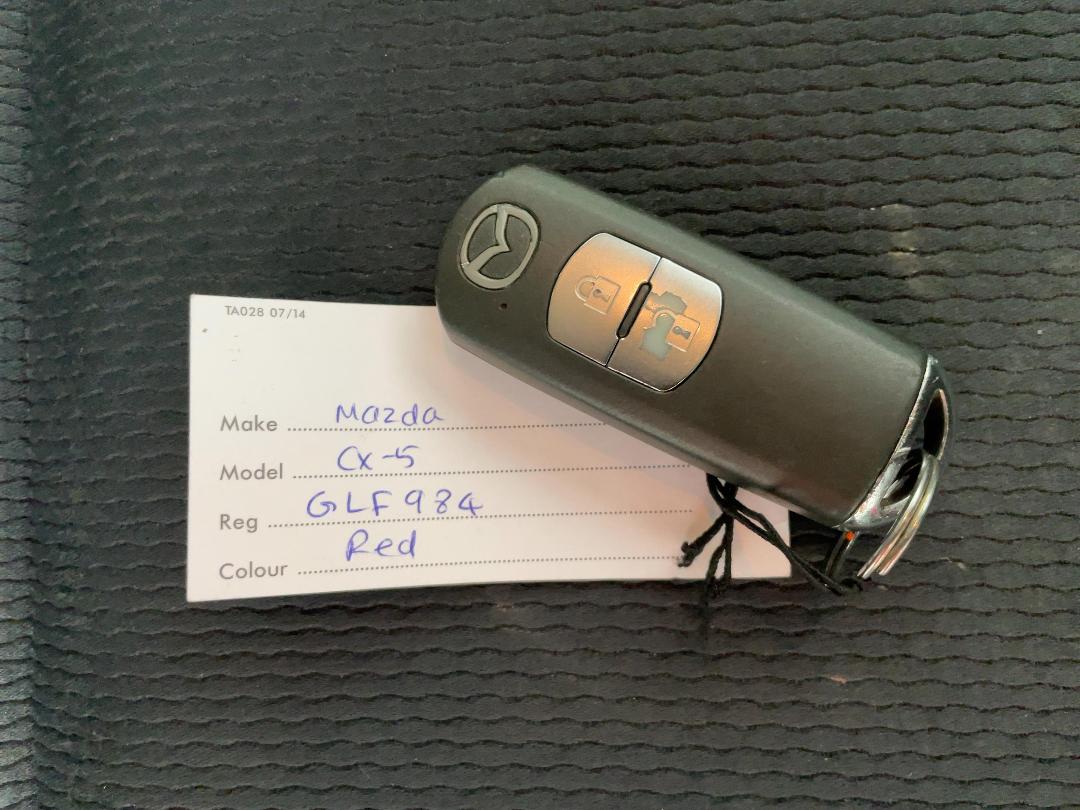 TA028 07/14
Make Mazda
Model CX-5
Reg GLF984
Colour Red